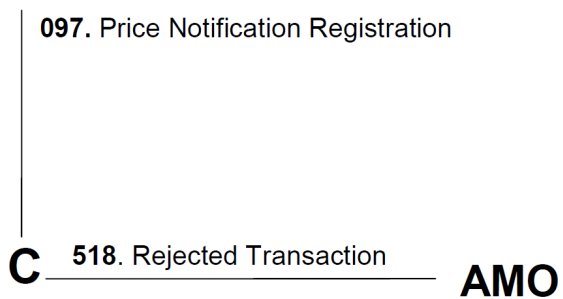 097. Price Notification Registration
518. Rejected Transaction
C
AMO